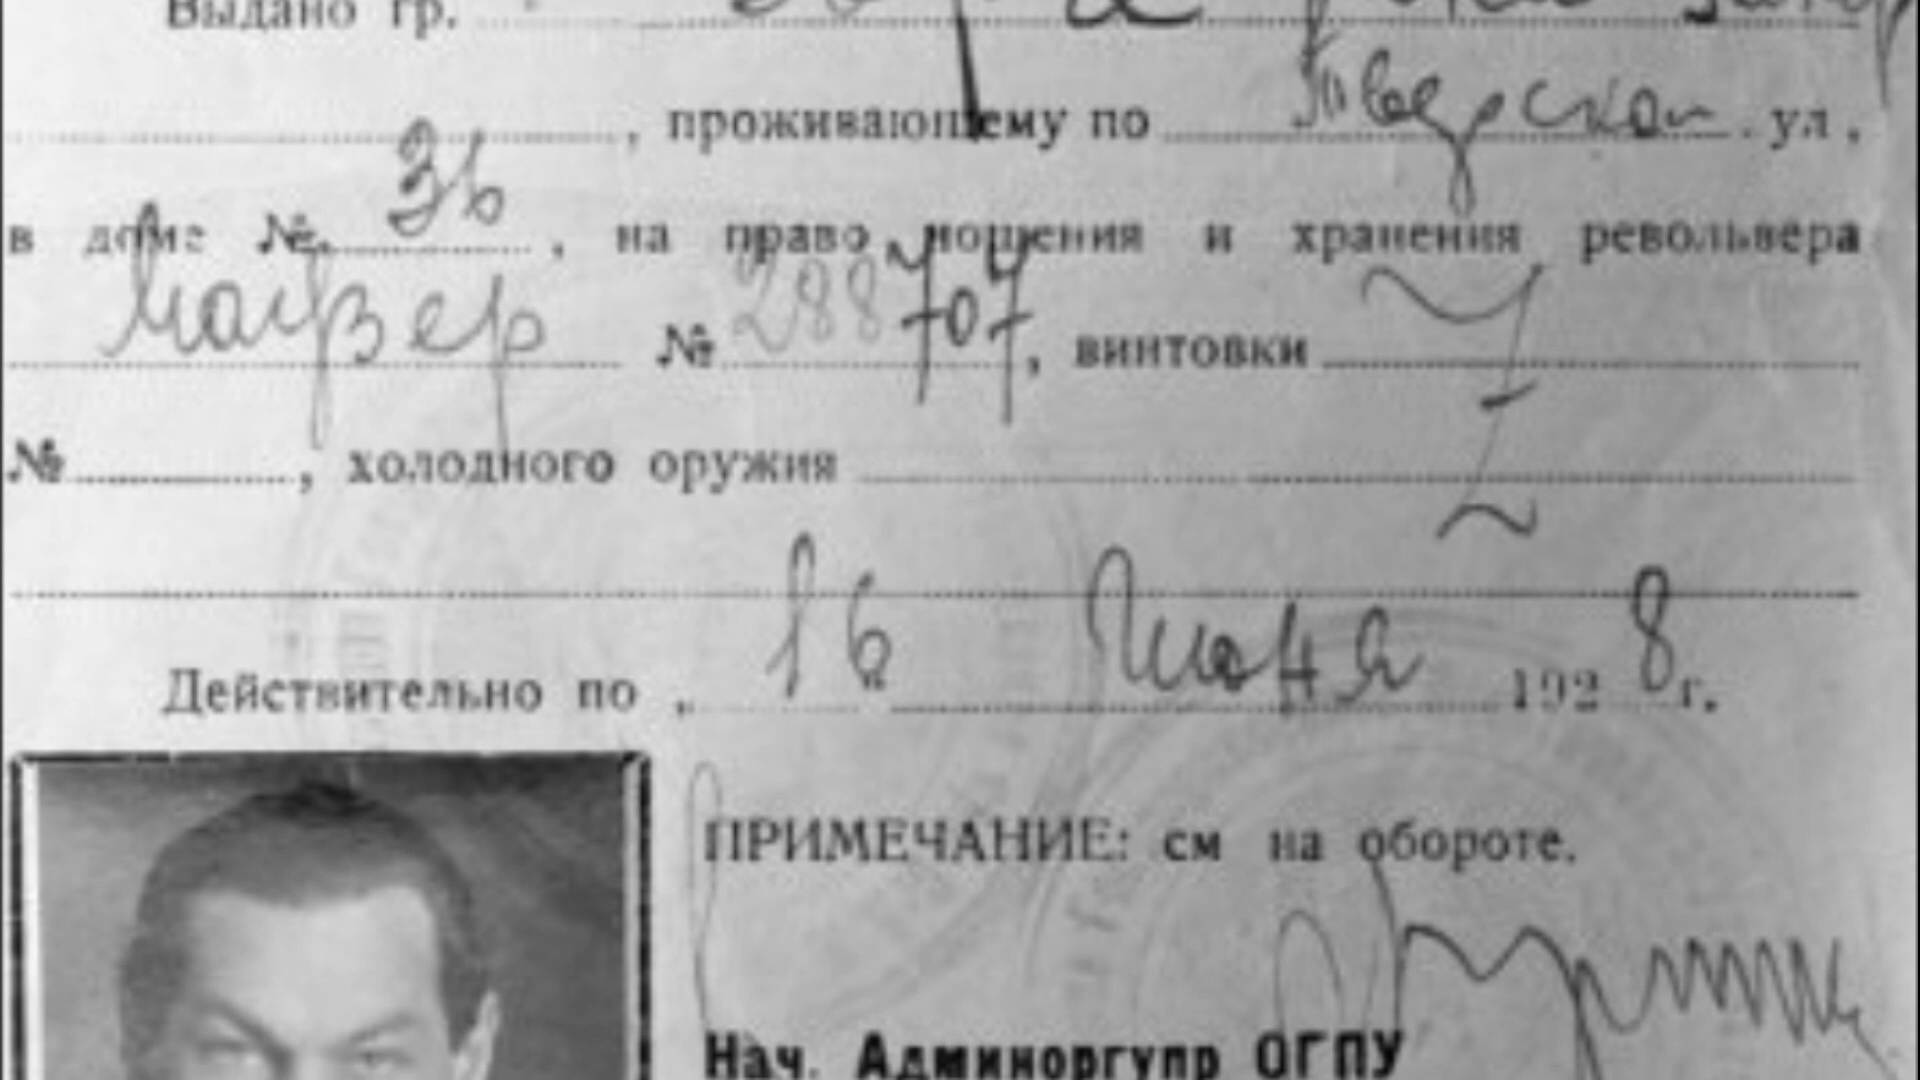 Выдано гр.
, проживающему по Тверской ул,
в доме № 36, на право ношения и хранения револьвера
Маузер № 288707, винтовки
№ , холодного оружия
Действительно по 16 Июня 1928 г.
ПРИМЕЧАНИЕ: см на обороте.
Нач. Админоргупр ОГПУ